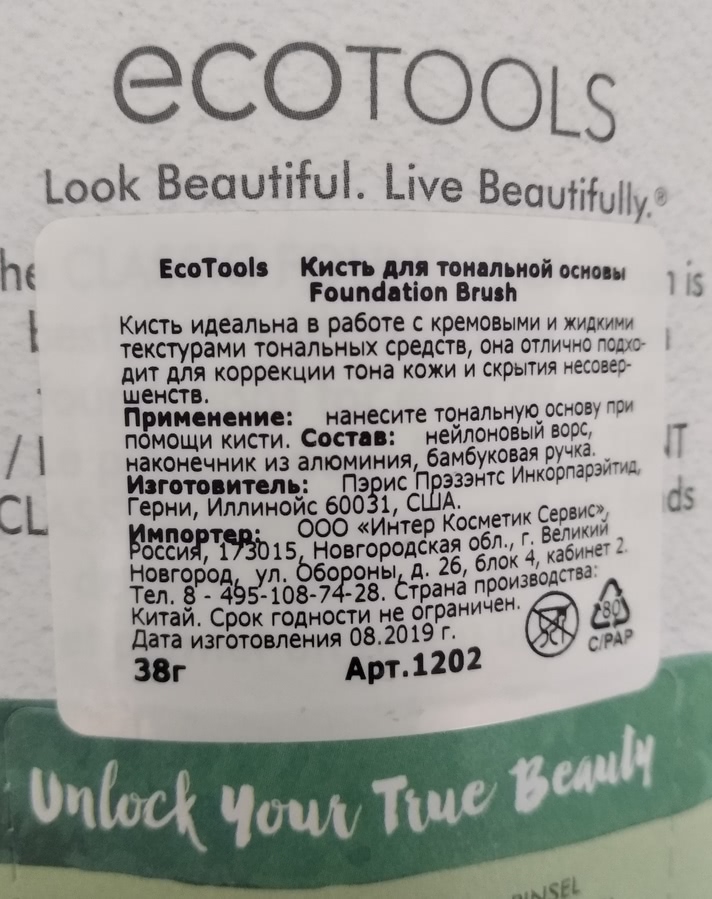 ecoTOOLS
Look Beautiful. Live Beautifully.®
he
n is
EcoTools Кисть для тональной основы
Foundation Brush
Кисть идеальна в работе с кремовыми и жидкими
текстурами тональных средств, она отлично подхо-
дит для коррекции тона кожи и скрытия несовер-
шенств.
Применение: нанесите тональную основу при
помощи кисти. Состав: нейлоновый ворс,
наконечник из алюминия, бамбуковая ручка.
Изготовитель: Пэрис Прэзэнтс Инкорпарэйтид,
Герни, Иллинойс 60031, США.
Импортер: ООО «Интер Косметик Сервис»,
Россия, 173015, Новгородская обл., г. Великий
Новгород, ул. Обороны, д. 26, блок 4, кабинет 2.
Тел. 8 - 495-108-74-28. Страна производства:
Китай. Срок годности не ограничен.
Дата изготовления 08.2019 г.
38г Арт.1202
80
C/PAP
CL
ds
Unlock Your True Beauty
PINSEL